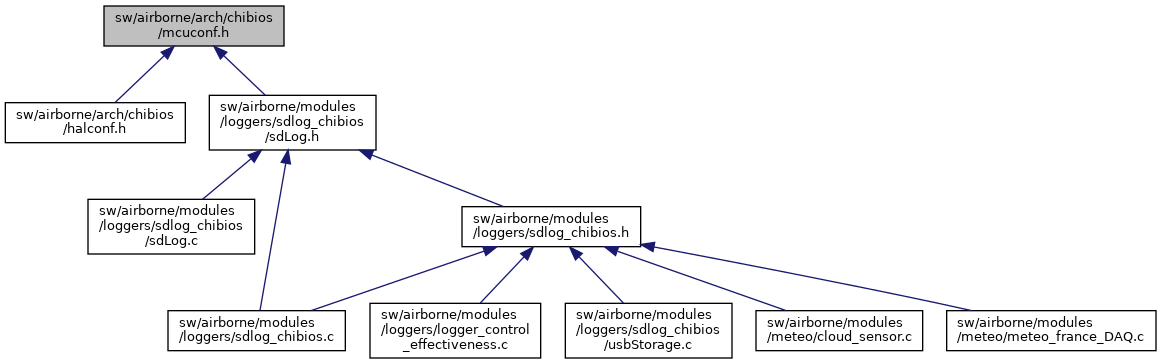 sw/airborne/arch/chibios
/mcuconf.h
sw/airborne/arch/chibios
/halconf.h
sw/airborne/modules
/loggers/sdlog_chibios
/sdLog.h
sw/airborne/modules
/loggers/sdlog_chibios
/sdLog.c
sw/airborne/modules
/loggers/sdlog_chibios.h
sw/airborne/modules
/loggers/sdlog_chibios.c
sw/airborne/modules
/loggers/logger_control
_effectiveness.c
sw/airborne/modules
/loggers/sdlog_chibios
/usbStorage.c
sw/airborne/modules
/meteo/cloud_sensor.c
sw/airborne/modules
/meteo/meteo_france_DAQ.c